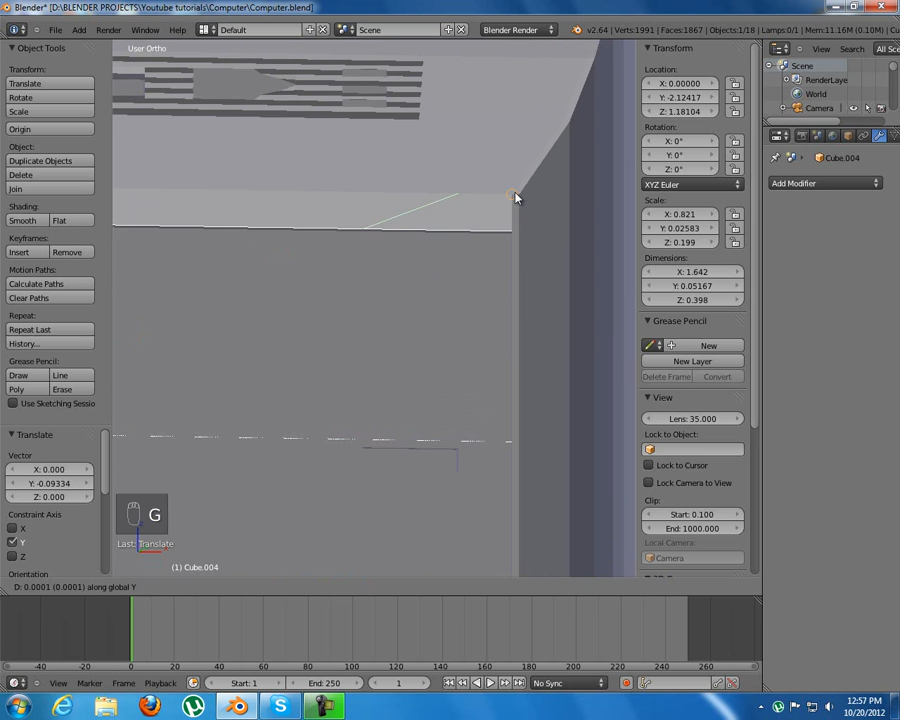 Blender* [D:\BLENDER PROJECTS\Youtube tutorials\Computer\Computer.blend]
File Add Render Window Help Default Scene Blender Render v2.64 | Verts:1991 | Faces:1867 | Objects:1/18 | Lamps:0/1 | Mem:11.16M (0.10M) |
Object Tools
Transform:
Translate
Rotate
Scale
Origin
Object:
Duplicate Objects
Delete
Join
Shading:
Smooth Flat
Keyframes:
Insert Remove
Motion Paths:
Calculate Paths
Clear Paths
Repeat:
Repeat Last
History...
Grease Pencil:
Draw Line
Poly Erase
Use Sketching Sessio
Translate
Vector
X: 0.000
Y: -0.09334
Z: 0.000
Constraint Axis
X
Y
Z
Orientation
User Ortho
G
Last: Translate
(1) Cube.004
D: 0.0001 (0.0001) along global Y
Transform
Location:
X: 0.00000
Y: -2.12417
Z: 1.18104
Rotation:
X: 0°
Y: 0°
Z: 0°
XYZ Euler
Scale:
X: 0.821
Y: 0.02583
Z: 0.199
Dimensions:
X: 1.642
Y: 0.05167
Z: 0.398
Grease Pencil
New
New Layer
Delete Frame Convert
View
Lens: 35.000
Lock to Object:
Lock to Cursor
Lock Camera to View
Clip:
Start: 0.100
End: 1000.000
Local Camera:
Camera
View Search All Sce
Scene
RenderLaye
World
Camera
Cube.004
Add Modifier
-40 -20 0 20 40 60 80 100 120 140 160 180 200 220 240 260
View Marker Frame Playback Start: 1 End: 250 1 No Sync
12:57 PM
10/20/2012